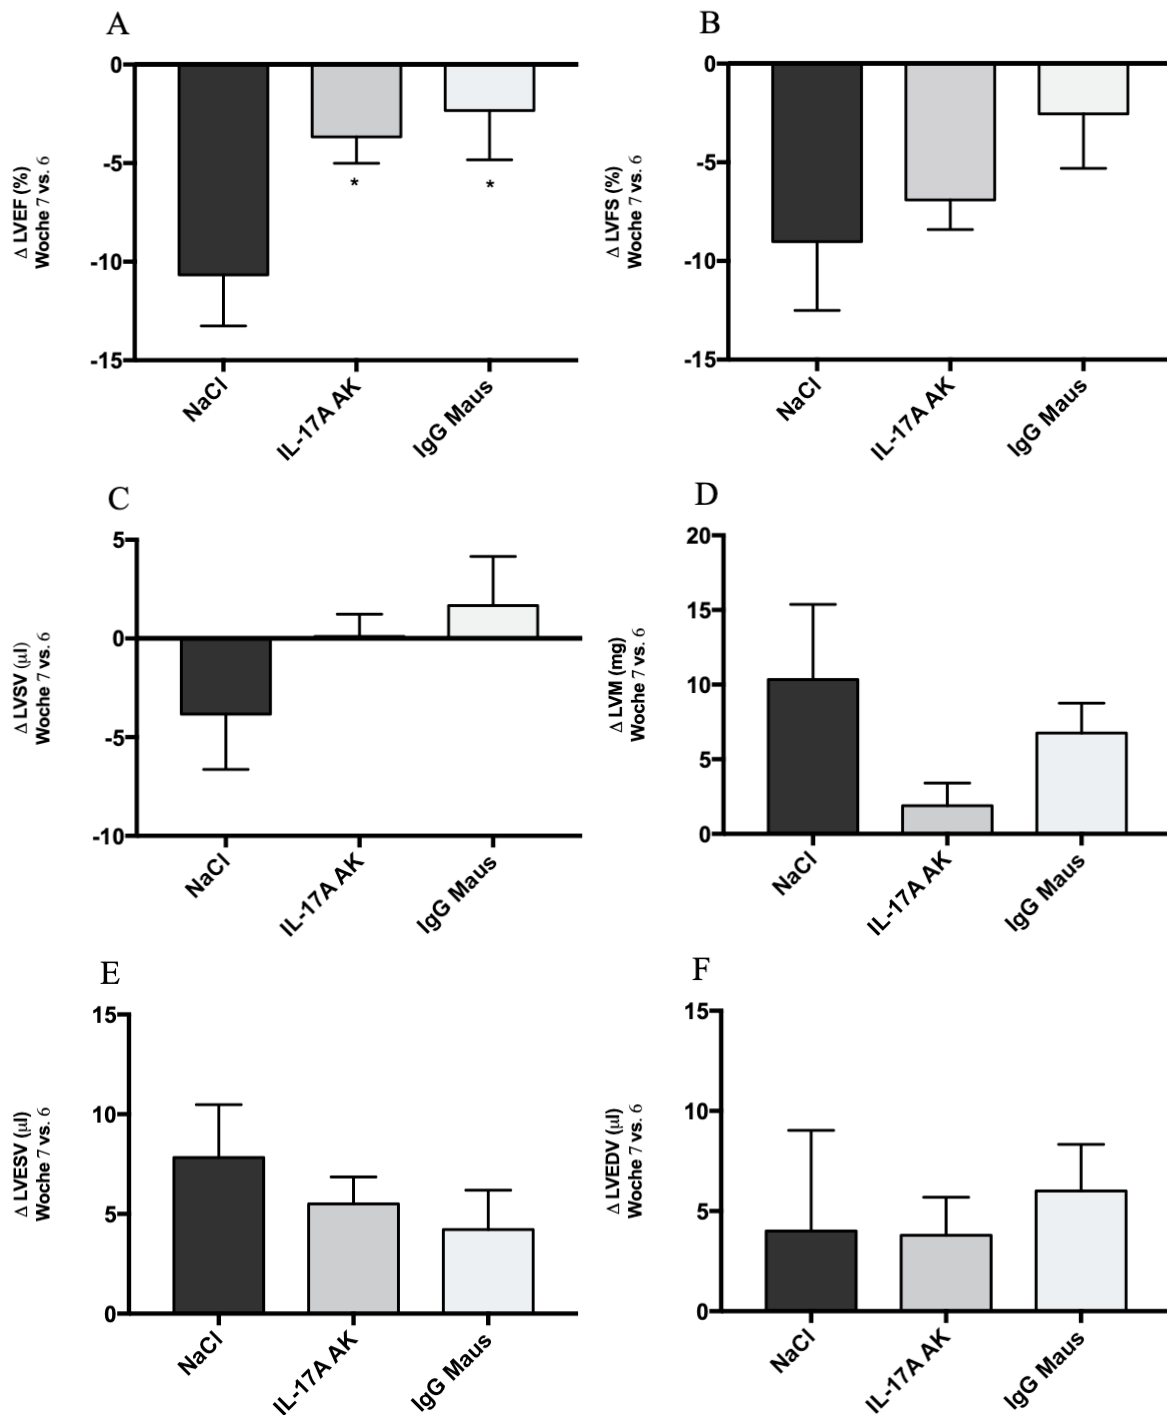 A
0
-5
-10
-15
Δ LVEF (%)
Woche 7 vs. 6
*
*
NaCl
IL-17A AK
IgG Maus
B
0
-5
-10
-15
Δ LVFS (%)
Woche 7 vs. 6
NaCl
IL-17A AK
IgG Maus
C
5
0
-5
-10
Δ LVSV (µl)
Woche 7 vs. 6
NaCl
IL-17A AK
IgG Maus
D
20
15
10
5
0
Δ LVM (mg)
Woche 7 vs. 6
NaCl
IL-17A AK
IgG Maus
E
15
10
5
0
Δ LVESV (µl)
Woche 7 vs. 6
NaCl
IL-17A AK
IgG Maus
F
15
10
5
0
Δ LVEDV (µl)
Woche 7 vs. 6
NaCl
IL-17A AK
IgG Maus